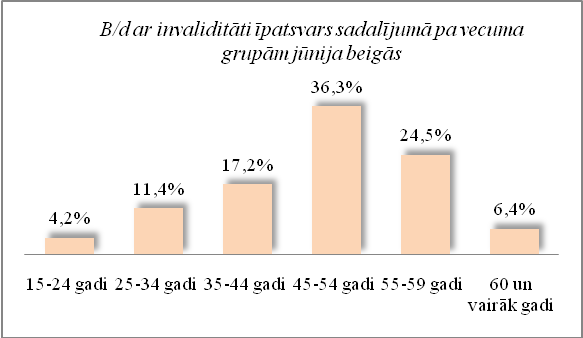 B/d ar invaliditāti īpatsvars sadalījumā pa vecuma
grupām jūnija beigās
36,3%
24,5%
17,2%
11,4%
6,4%
4,2%
15-24 gadi 25-34 gadi 35-44 gadi 45-54 gadi 55-59 gadi 60 un
vairāk gadi